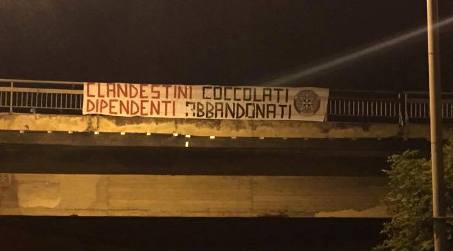 CLANDESTINI COCCOLATI
DIPENDENTI ABBANDONATI